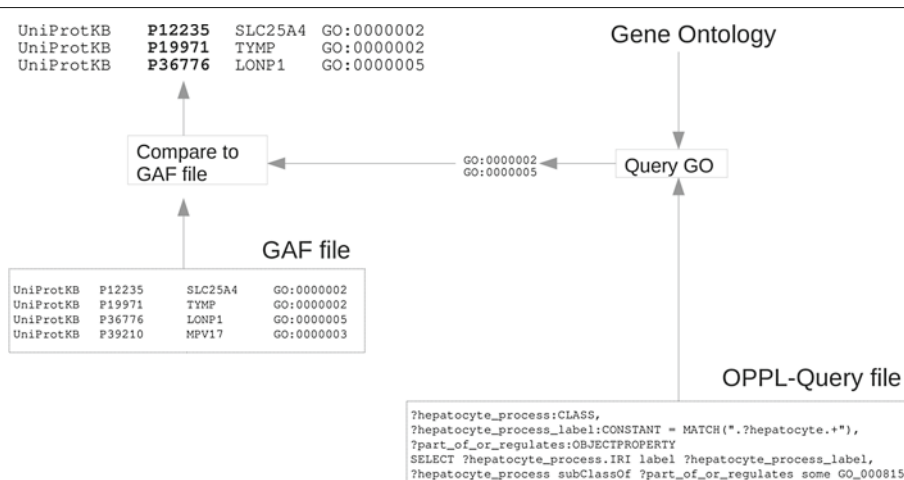 UniProtKB P12235 SLC25A4 GO:0000002
UniProtKB P19971 TYMP GO:0000002
UniProtKB P36776 LONP1 GO:0000005
Gene Ontology
Compare to
GAF file
GO:0000002
GO:0000005
Query GO
GAF file
UniProtKB P12235 SLC25A4 GO:0000002
UniProtKB P19971 TYMP GO:0000002
UniProtKB P36776 LONP1 GO:0000005
UniProtKB P39210 MPV17 GO:0000003
OPPL-Query file
?hepatocyte_process:CLASS,
?hepatocyte_process_label:CONSTANT = MATCH(".?hepatocyte.+"),
?part_of_or_regulates:OBJECTPROPERTY
SELECT ?hepatocyte_process.IRI label ?hepatocyte_process_label,
?hepatocyte_process subClassOf ?part_of_or_regulates some GO_000815